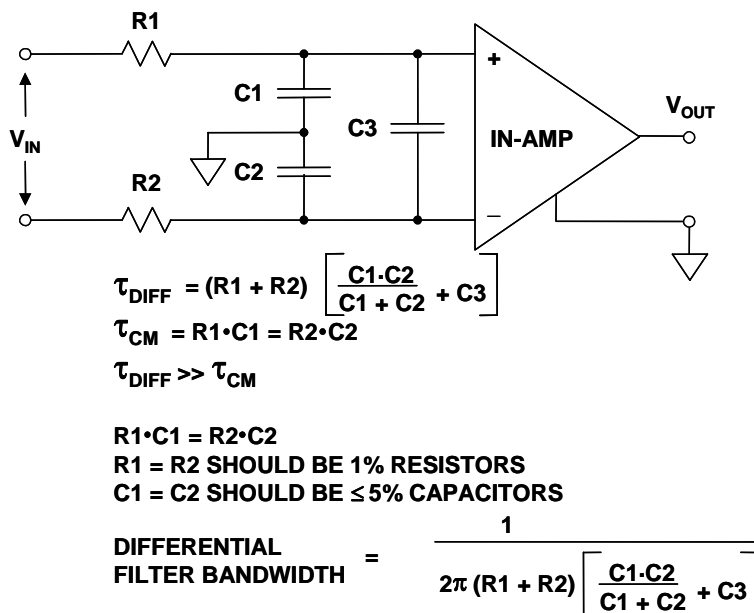 R1
C1
C3
V_IN
C2
R2
+
−
IN-AMP
V_OUT
τ_DIFF = (R1 + R2) [ C1·C2 / C1 + C2 + C3 ]
τ_CM = R1•C1 = R2•C2
τ_DIFF >> τ_CM
R1•C1 = R2•C2
R1 = R2 SHOULD BE 1% RESISTORS
C1 = C2 SHOULD BE ≤ 5% CAPACITORS
DIFFERENTIAL
FILTER BANDWIDTH = 1 / 2π (R1 + R2) [ C1·C2 / C1 + C2 + C3 ]